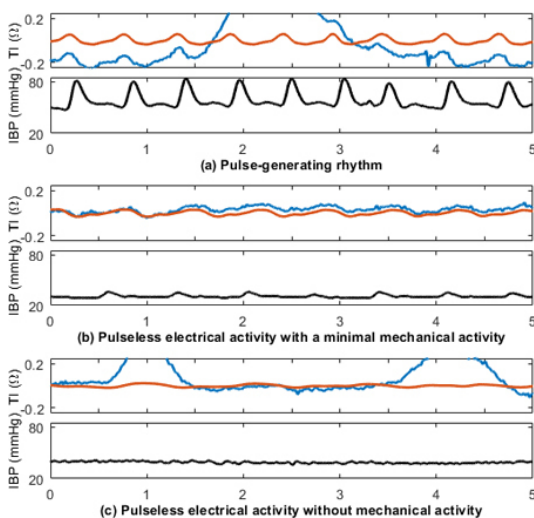 0.2
TI (Ω)
-0.2
80
IBP (mmHg)
20
0 1 2 3 4 5
(a) Pulse-generating rhythm
0.2
TI (Ω)
-0.2
80
IBP (mmHg)
20
0 1 2 3 4 5
(b) Pulseless electrical activity with a minimal mechanical activity
0.2
TI (Ω)
-0.2
80
IBP (mmHg)
20
0 1 2 3 4 5
(c) Pulseless electrical activity without mechanical activity